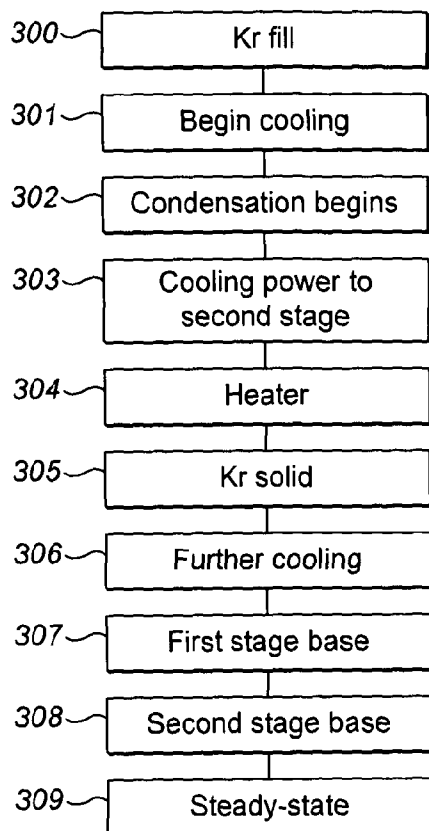 300 Kr fill
301 Begin cooling
302 Condensation begins
303 Cooling power to
second stage
304 Heater
305 Kr solid
306 Further cooling
307 First stage base
308 Second stage base
309 Steady-state